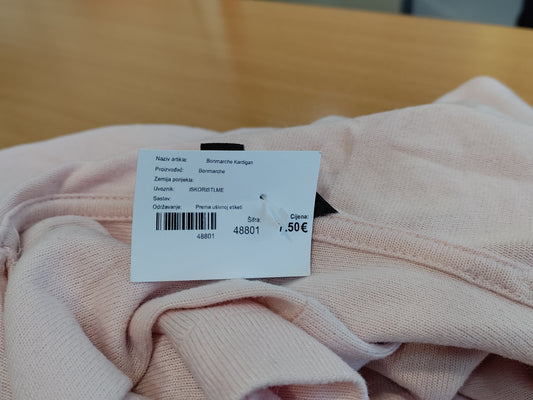 Naziv artikla: Bonmarche Kardigan
Proizvođač: Bonmarche
Zemlja porijekla:
Uvoznik: ISKORISTI.ME
Sastav:
Održavanje: Prema ušivnoj etiketi
Šifra: Cijena:
48801 48801 .50€